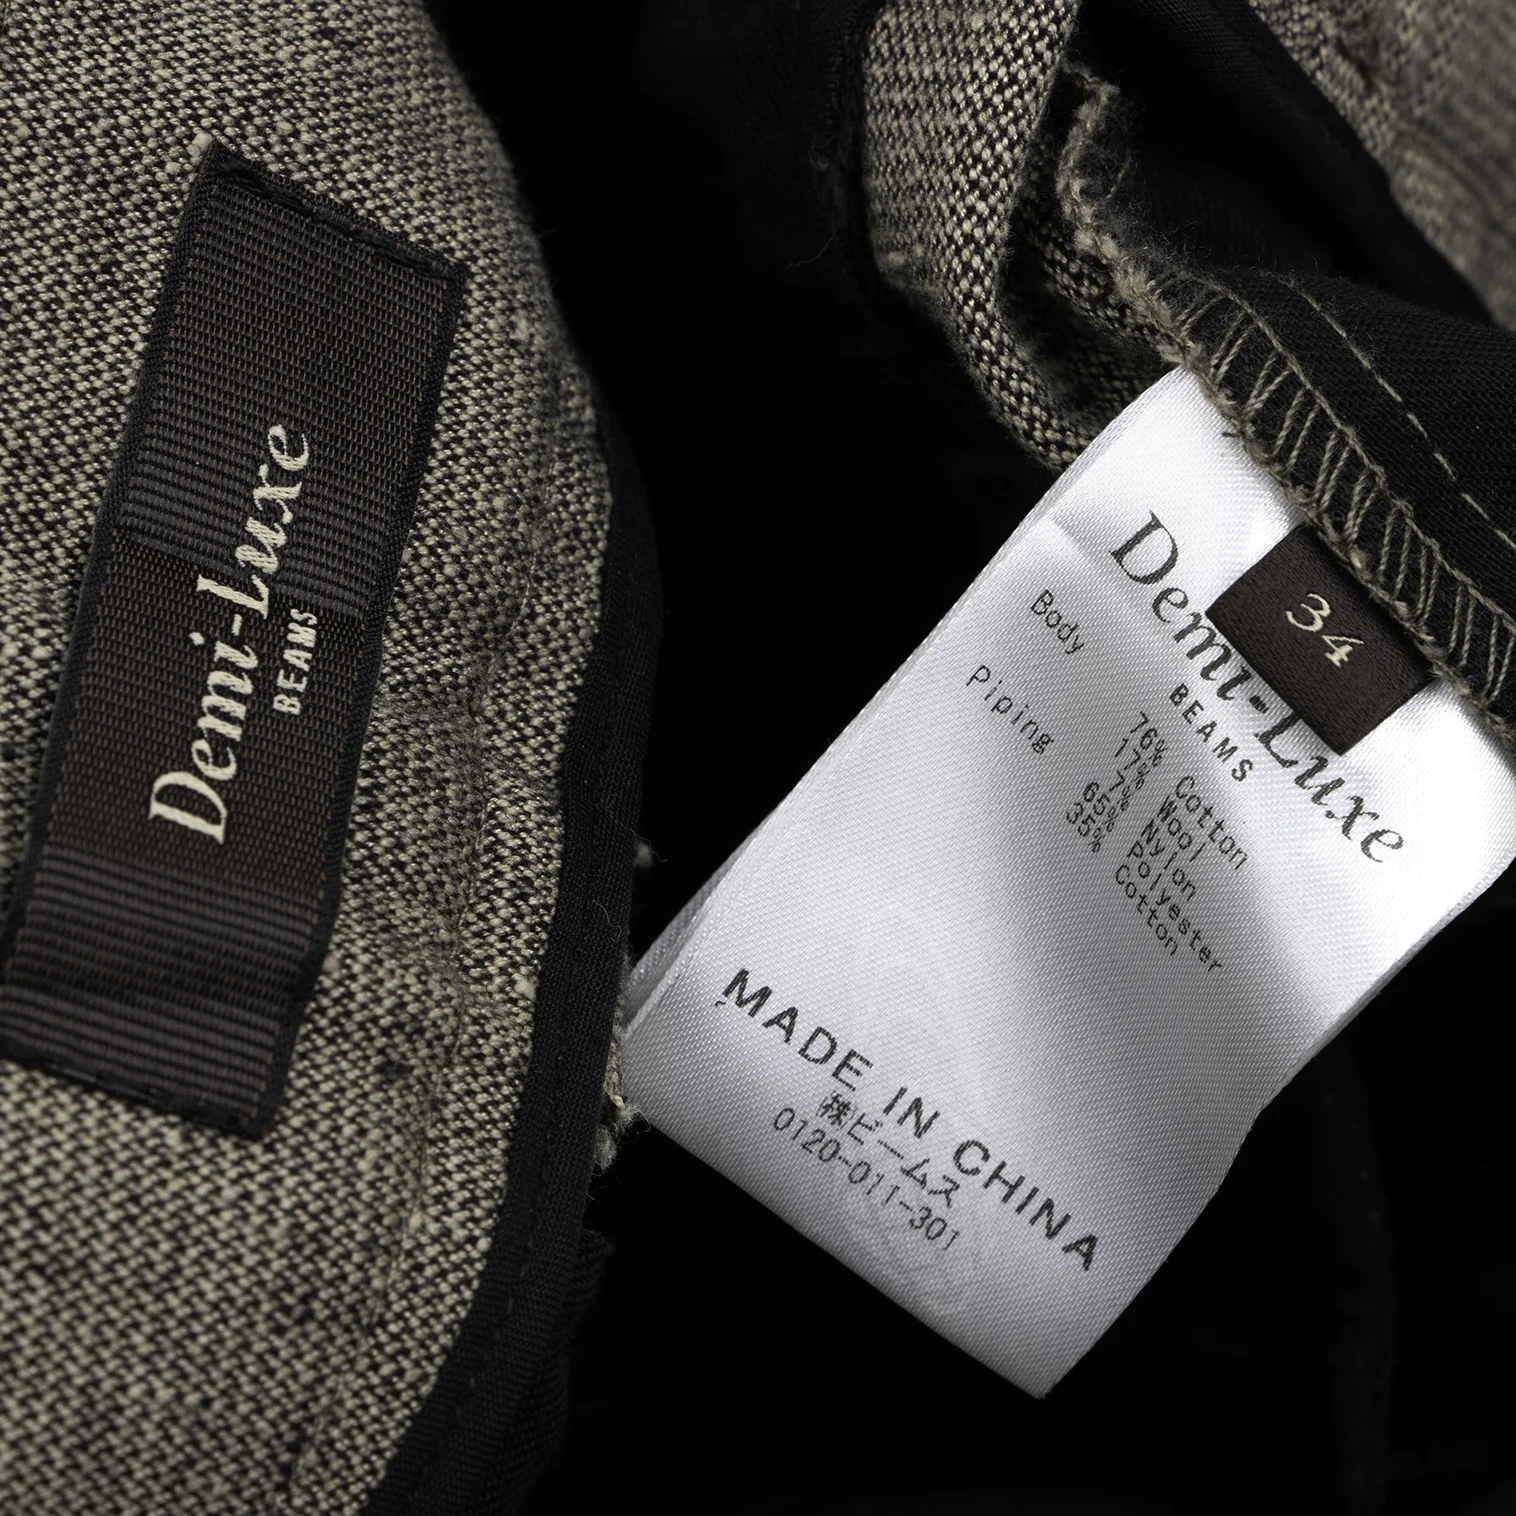 Demi-Luxe
BEAMS
34
Demi-Luxe
BEAMS
Body 76% Cotton
17% Wool
7% Nylon
Piping 65% Polyester
35% Cotton
MADE IN CHINA
㈱ビームス
0120-011-301